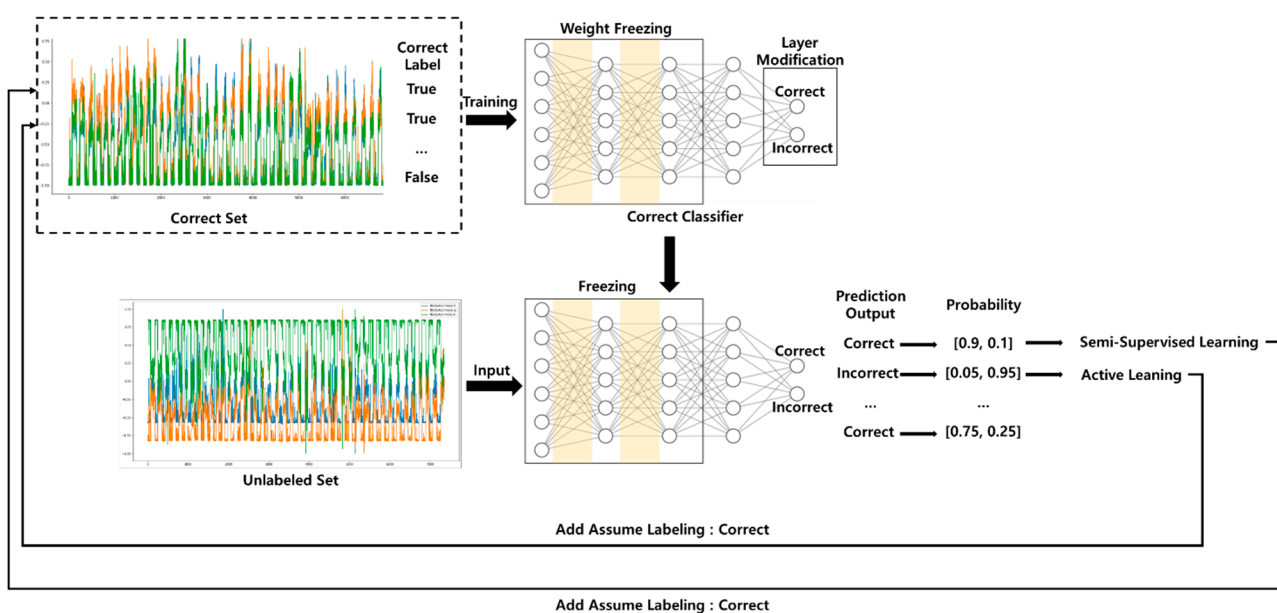 Weight Freezing
Correct
Label
True
True
...
False
Correct Set
Training
Layer
Modification
Correct
Incorrect
Correct Classifier
Freezing
Unlabeled Set
Input
Correct
Incorrect
Prediction
Output
Probability
Correct
[0.9, 0.1]
Semi-Supervised Learning
Incorrect
[0.05, 0.95]
Active Leaning
...
...
Correct
[0.75, 0.25]
Add Assume Labeling : Correct
Add Assume Labeling : Correct